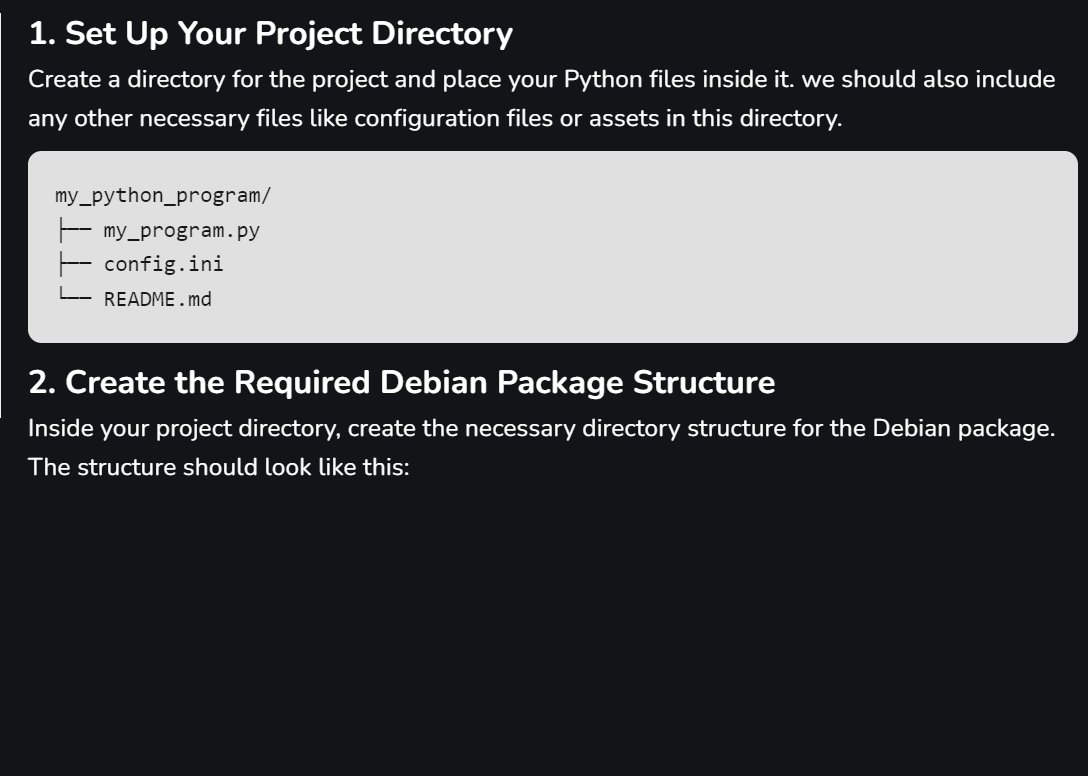 1. Set Up Your Project Directory
Create a directory for the project and place your Python files inside it. we should also include
any other necessary files like configuration files or assets in this directory.
my_python_program/
├── my_program.py
├── config.ini
└── README.md
2. Create the Required Debian Package Structure
Inside your project directory, create the necessary directory structure for the Debian package.
The structure should look like this: